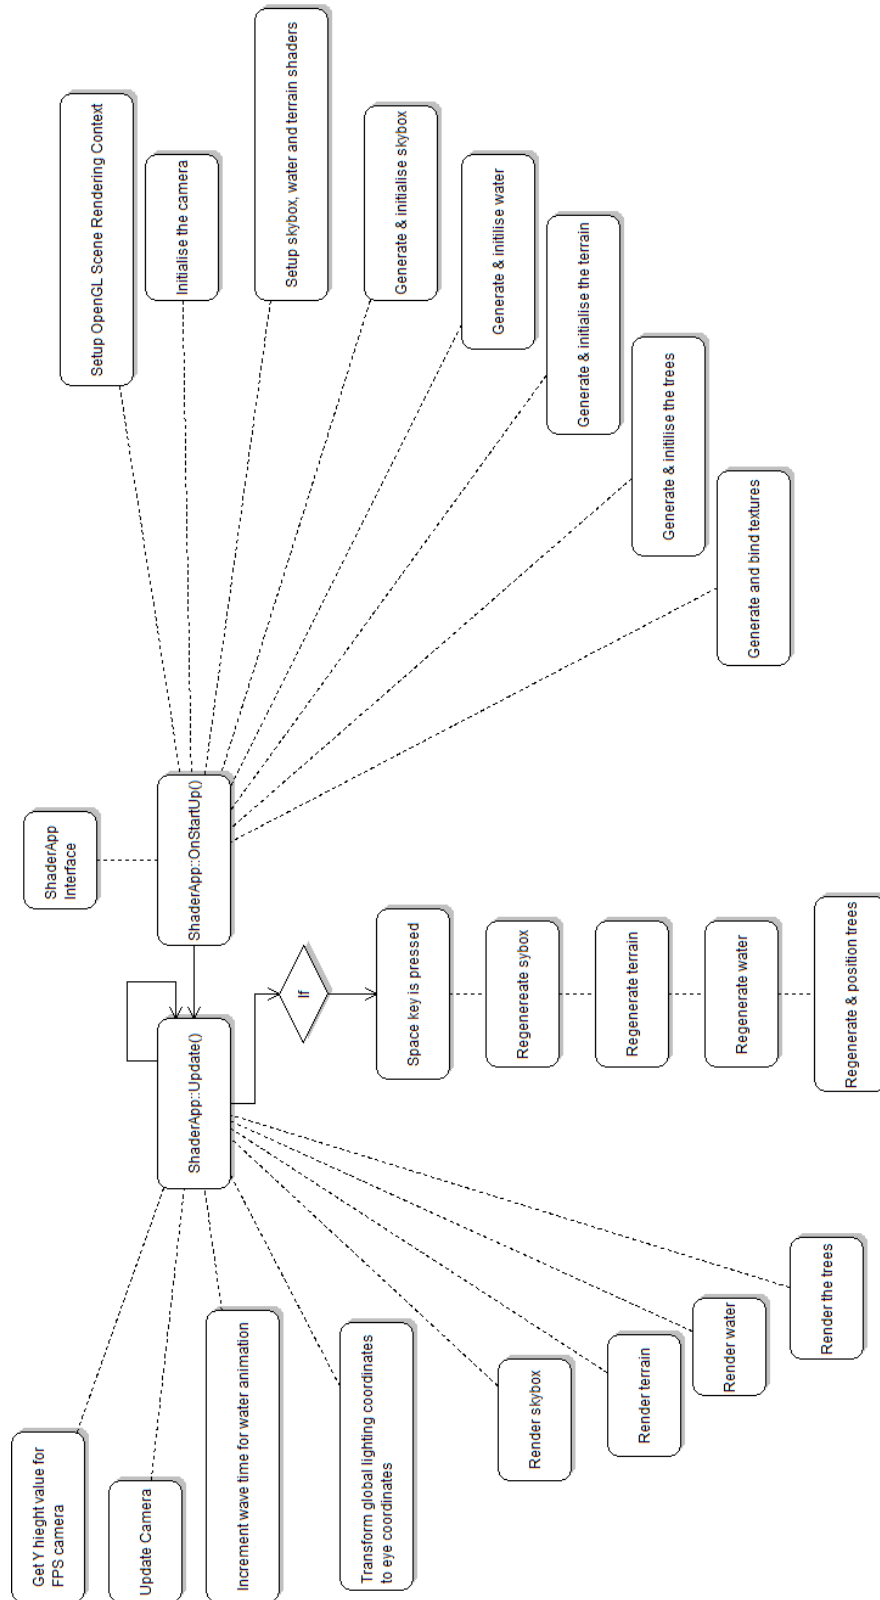 Setup OpenGL Scene Rendering Context
Initialise the camera
Setup skybox, water and terrain shaders
Generate & initialise skybox
Generate & initilise water
Generate & initialise the terrain
Generate & initilise the trees
Generate and bind textures
ShaderApp
Interface
ShaderApp::OnStartUp()
ShaderApp::Update()
If
Space key is pressed
Regenereate sybox
Regenerate terrain
Regenerate water
Regenerate & position trees
Get Y hieght value for
FPS camera
Update Camera
Increment wave time for water animation
Transform global lighting coordinates
to eye coordinates
Render skybox
Render terrain
Render water
Render the trees